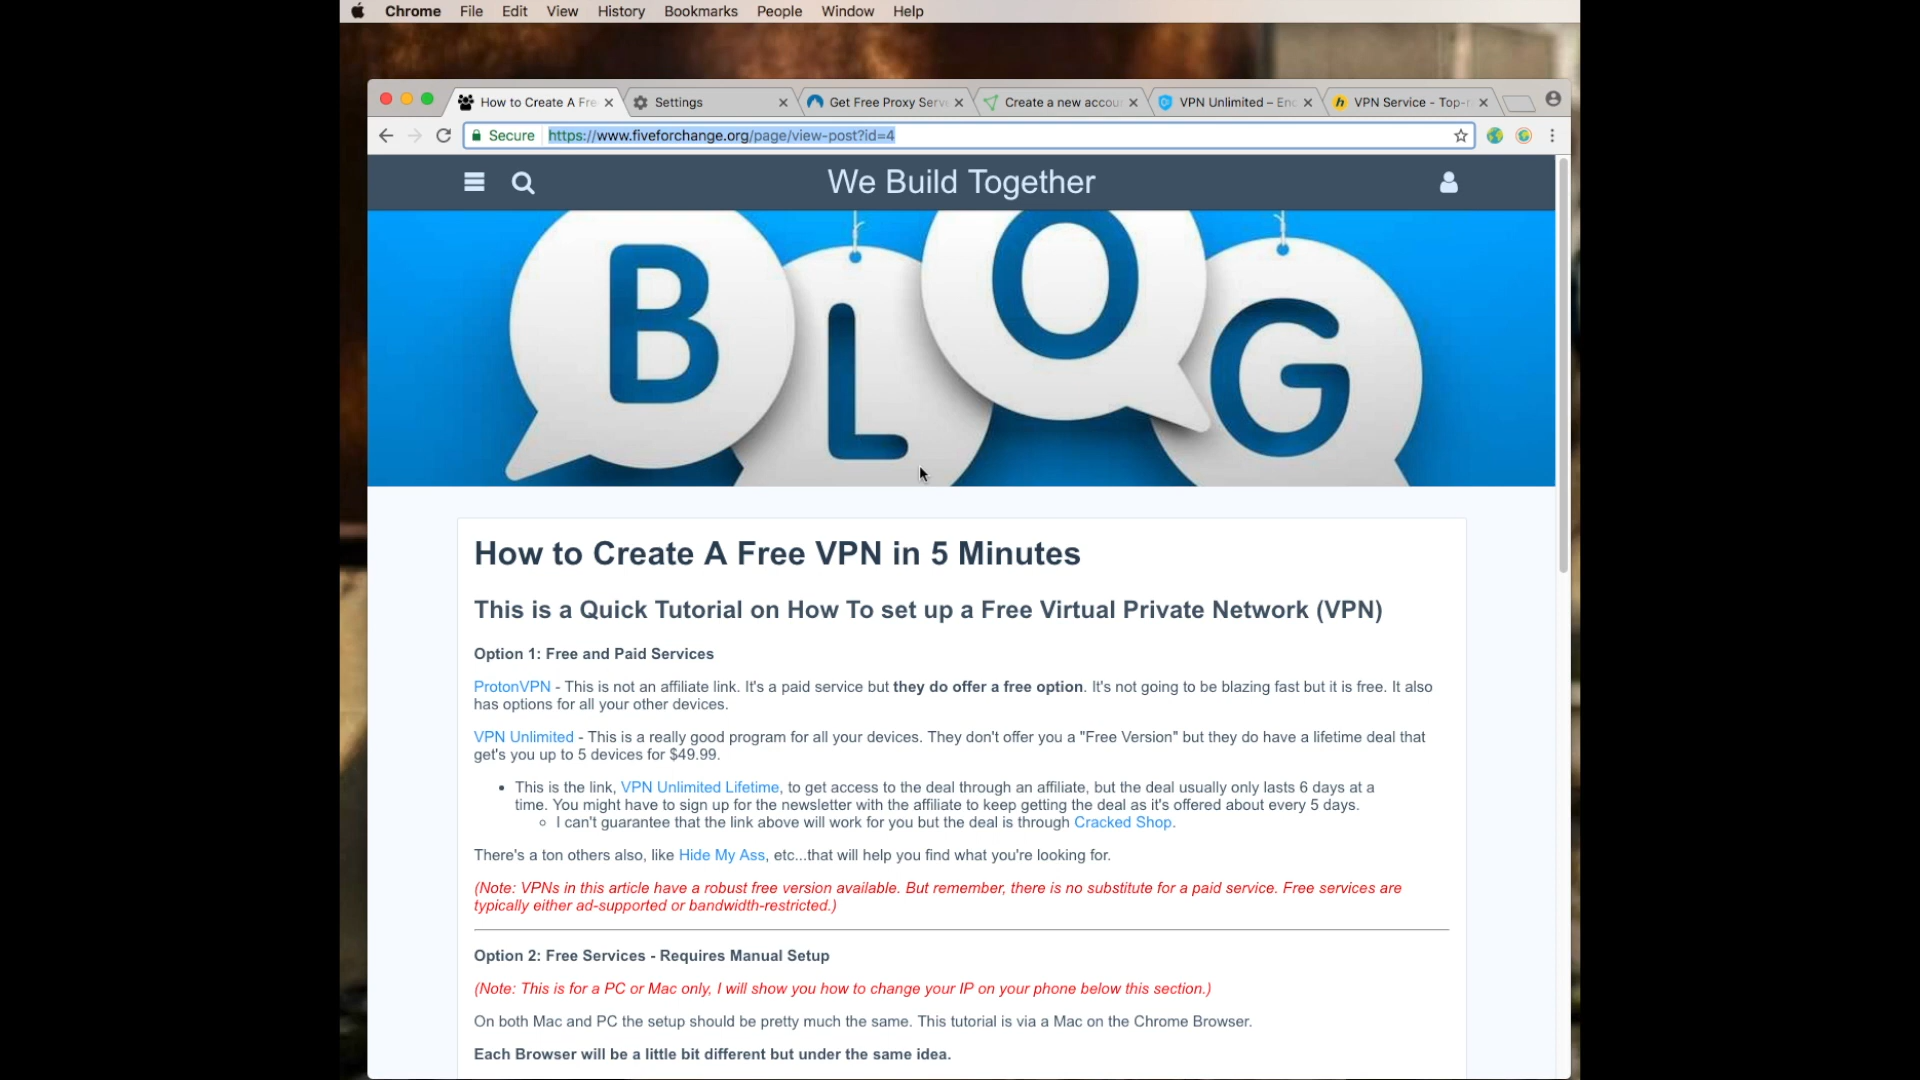 Chrome File Edit View History Bookmarks People Window Help
How to Create A Fre
Settings
Get Free Proxy Serv
Create a new accou
VPN Unlimited – Enc
VPN Service - Top-r
Secure https://www.fiveforchange.org/page/view-post?id=4
We Build Together
BLOG
How to Create A Free VPN in 5 Minutes
This is a Quick Tutorial on How To set up a Free Virtual Private Network (VPN)
Option 1: Free and Paid Services
ProtonVPN - This is not an affiliate link. It's a paid service but they do offer a free option. It's not going to be blazing fast but it is free. It also
has options for all your other devices.
VPN Unlimited - This is a really good program for all your devices. They don't offer you a "Free Version" but they do have a lifetime deal that
get's you up to 5 devices for $49.99.
• This is the link, VPN Unlimited Lifetime, to get access to the deal through an affiliate, but the deal usually only lasts 6 days at a
time. You might have to sign up for the newsletter with the affiliate to keep getting the deal as it's offered about every 5 days.
○ I can't guarantee that the link above will work for you but the deal is through Cracked Shop.
There's a ton others also, like Hide My Ass, etc...that will help you find what you're looking for.
(Note: VPNs in this article have a robust free version available. But remember, there is no substitute for a paid service. Free services are
typically either ad-supported or bandwidth-restricted.)
Option 2: Free Services - Requires Manual Setup
(Note: This is for a PC or Mac only, I will show you how to change your IP on your phone below this section.)
On both Mac and PC the setup should be pretty much the same. This tutorial is via a Mac on the Chrome Browser.
Each Browser will be a little bit different but under the same idea.